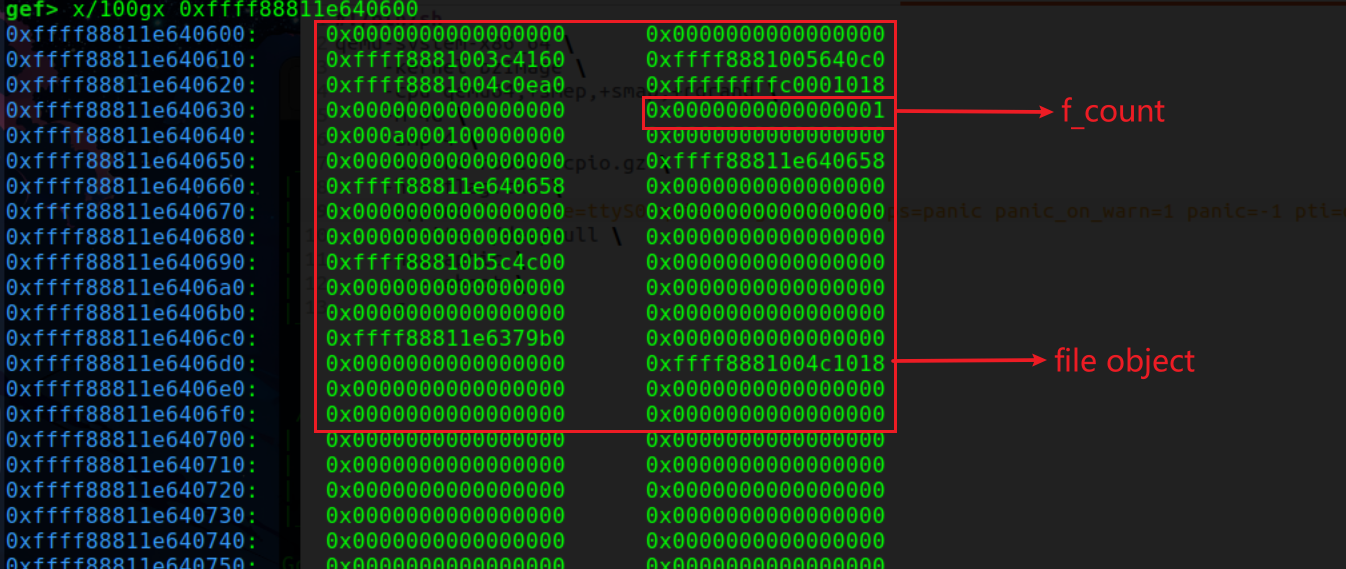 gef> x/100gx 0xffff88811e640600
0xffff88811e640600: 0x0000000000000000 0x0000000000000000
0xffff88811e640610: 0xffff8881003c4160 0xffff8881005640c0
0xffff88811e640620: 0xffff8881004c0ea0 0xffffffffc0001018
0xffff88811e640630: 0x0000000000000000 0x0000000000000001
f_count
0xffff88811e640640: 0x000a000100000000 0x0000000000000000
0xffff88811e640650: 0x0000000000000000 0xffff88811e640658
0xffff88811e640660: 0xffff88811e640658 0x0000000000000000
0xffff88811e640670: 0x0000000000000000 0x0000000000000000
0xffff88811e640680: 0x0000000000000000 0x0000000000000000
0xffff88811e640690: 0xffff88810b5c4c00 0x0000000000000000
0xffff88811e6406a0: 0x0000000000000000 0x0000000000000000
0xffff88811e6406b0: 0x0000000000000000 0x0000000000000000
0xffff88811e6406c0: 0xffff88811e6379b0 0x0000000000000000
0xffff88811e6406d0: 0x0000000000000000 0xffff8881004c1018
file object
0xffff88811e6406e0: 0x0000000000000000 0x0000000000000000
0xffff88811e6406f0: 0x0000000000000000 0x0000000000000000
0xffff88811e640700: 0x0000000000000000 0x0000000000000000
0xffff88811e640710: 0x0000000000000000 0x0000000000000000
0xffff88811e640720: 0x0000000000000000 0x0000000000000000
0xffff88811e640730: 0x0000000000000000 0x0000000000000000
0xffff88811e640740: 0x0000000000000000 0x0000000000000000
0xffff88811e640750: 0x0000000000000000 0x0000000000000000
panic panic_on_warn=1 panic=-1